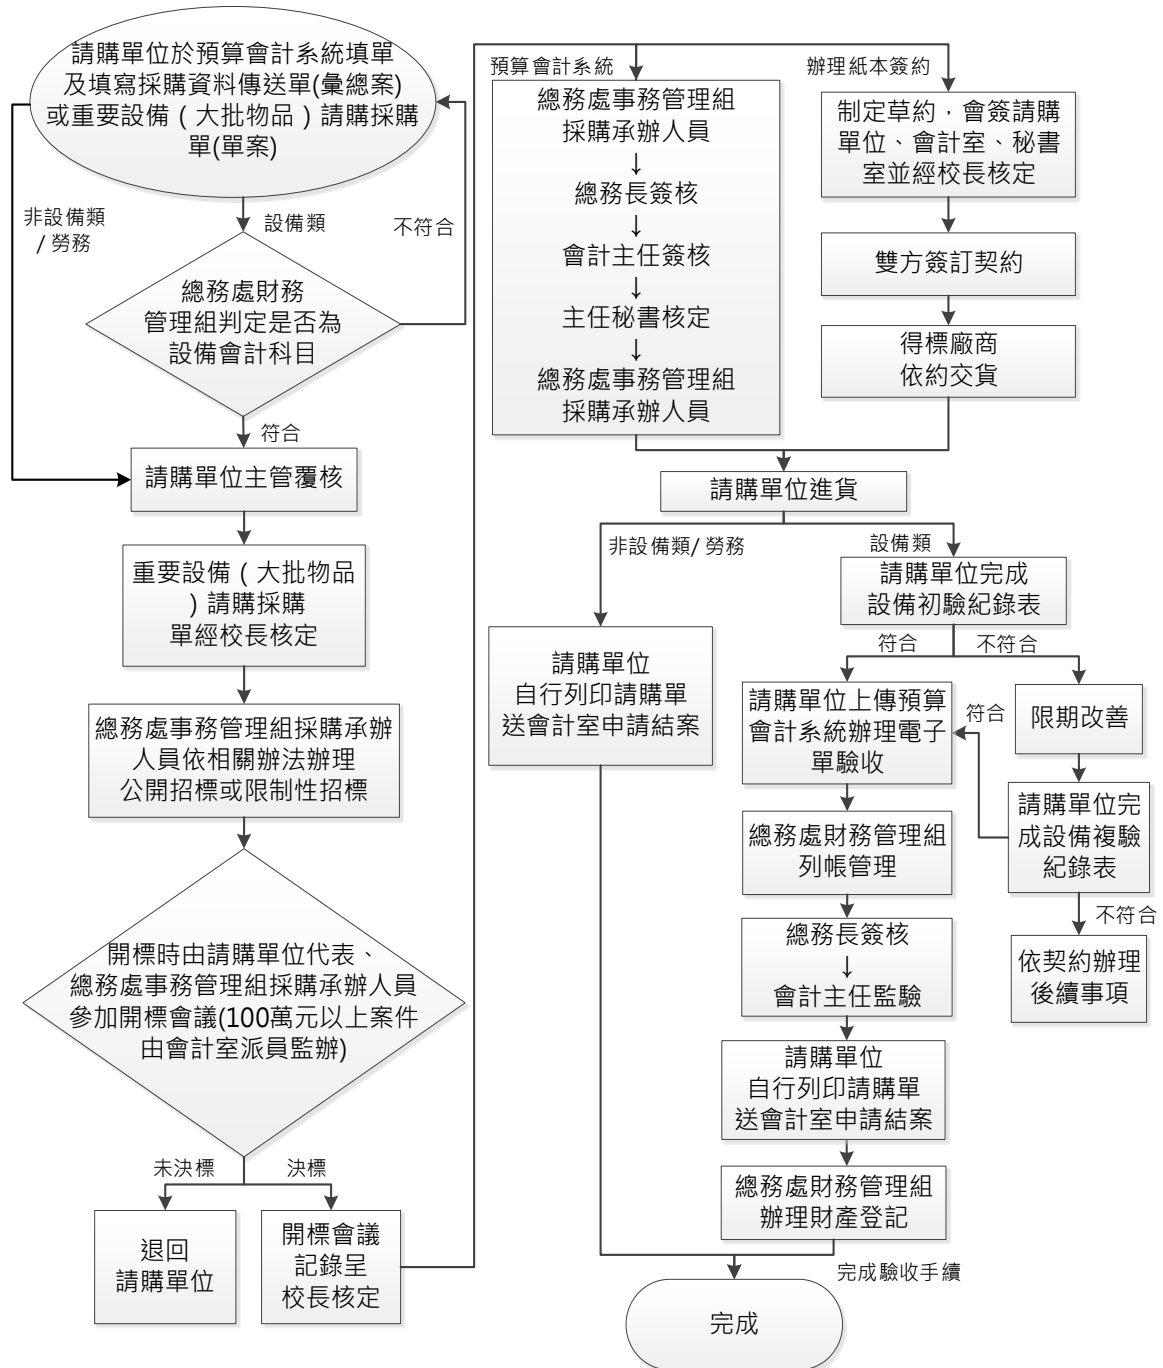 請購單位於預算會計系統填單
及填寫採購資料傳送單(彙總案)
或重要設備（大批物品）請購採購
單(單案)
非設備類
/ 勞務
設備類
不符合
總務處財務
管理組判定是否為
設備會計科目
符合
請購單位主管覆核
重要設備（大批物品
）請購採購
單經校長核定
總務處事務管理組採購承辦
人員依相關辦法辦理
公開招標或限制性招標
開標時由請購單位代表、
總務處事務管理組採購承辦人員
參加開標會議(100萬元以上案件
由會計室派員監辦)
未決標
決標
退回
請購單位
開標會議
記錄呈
校長核定
預算會計系統
總務處事務管理組
採購承辦人員
↓
總務長簽核
↓
會計主任簽核
↓
主任秘書核定
↓
總務處事務管理組
採購承辦人員
辦理紙本簽約
制定草約，會簽請購
單位、會計室、秘書
室並經校長核定
雙方簽訂契約
得標廠商
依約交貨
請購單位進貨
非設備類/ 勞務
設備類
請購單位
自行列印請購單
送會計室申請結案
請購單位完成
設備初驗紀錄表
符合
不符合
請購單位上傳預算
會計系統辦理電子
單驗收
符合
限期改善
請購單位完
成設備複驗
紀錄表
不符合
依契約辦理
後續事項
總務處財務管理組
列帳管理
總務長簽核
↓
會計主任監驗
請購單位
自行列印請購單
送會計室申請結案
總務處財務管理組
辦理財產登記
完成驗收手續
完成